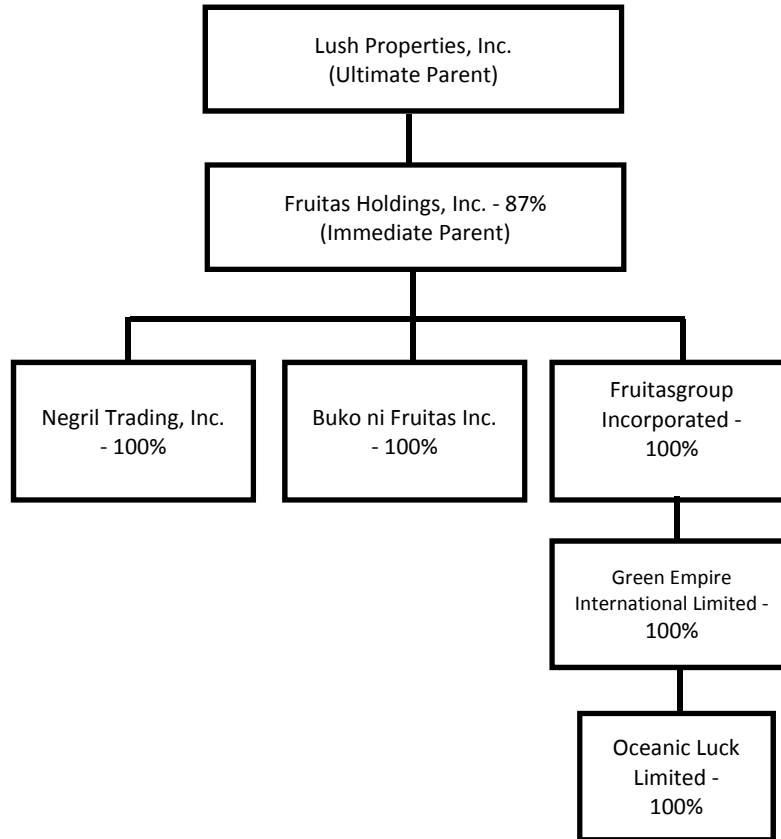 Lush Properties, Inc.
(Ultimate Parent)
Fruitas Holdings, Inc. - 87%
(Immediate Parent)
Negril Trading, Inc.
- 100%
Buko ni Fruitas Inc.
- 100%
Fruitasgroup
Incorporated -
100%
Green Empire
International Limited -
100%
Oceanic Luck
Limited -
100%